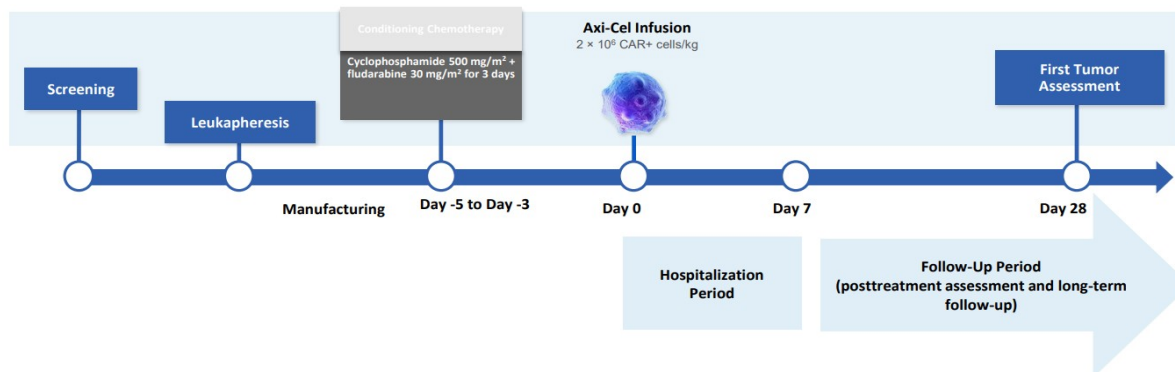 Conditioning Chemotherapy
Cyclophosphamide 500 mg/m² +
fludarabine 30 mg/m² for 3 days
Axi-Cel Infusion
2 × 10⁶ CAR+ cells/kg
First Tumor
Assessment
Screening
Leukapheresis
Manufacturing
Day -5 to Day -3
Day 0
Day 7
Day 28
Hospitalization
Period
Follow-Up Period
(posttreatment assessment and long-term
follow-up)